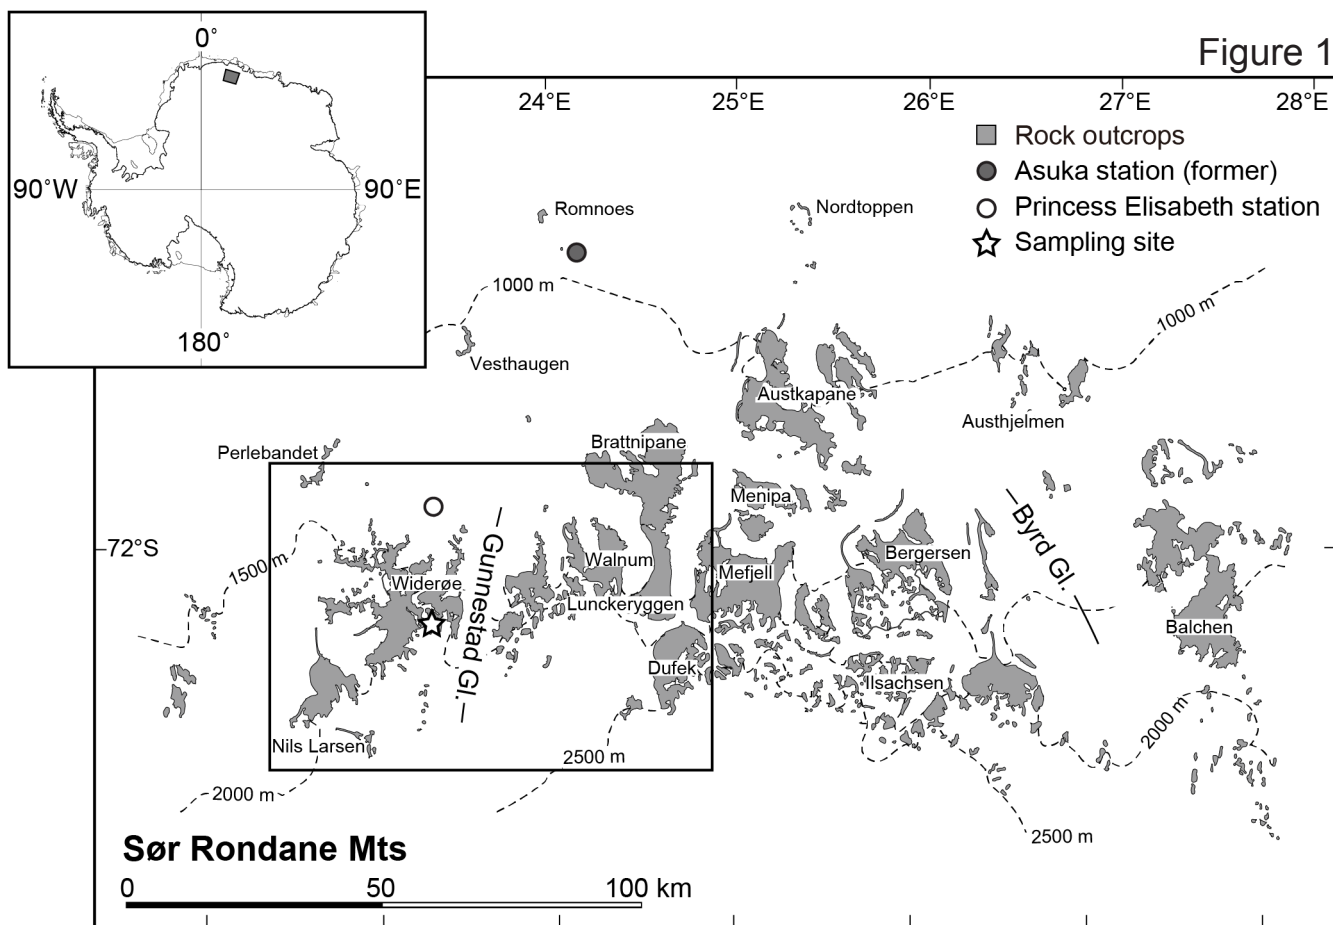 Figure 1
0°
90°W
90°E
180°
24°E
25°E
26°E
27°E
28°E
Rock outcrops
Asuka station (former)
Princess Elisabeth station
Sampling site
Romnoes
Nordtoppen
1000 m
1000 m
Vesthaugen
Austkapane
Austhjelmen
Perlebandet
Brattnipane
Menipa
Byrd Gl.
72°S
1500 m
Gunnestad Gl.
Walnum
Bergersen
Widerøe
Mefjell
Lunckeryggen
Balchen
Dufek
Ilsachsen
Nils Larsen
2000 m
2500 m
2000 m
2500 m
Sør Rondane Mts
0
50
100 km